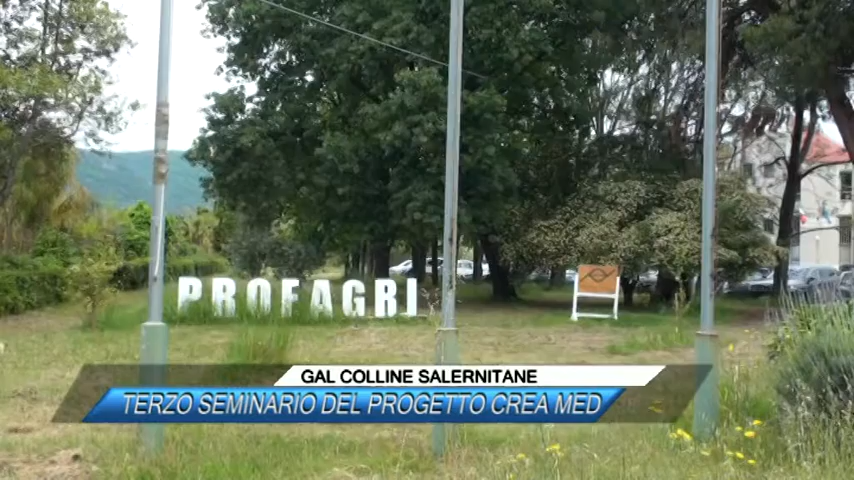 PROFAGRI
GAL COLLINE SALERNITANE
TERZO SEMINARIO DEL PROGETTO CREA MED